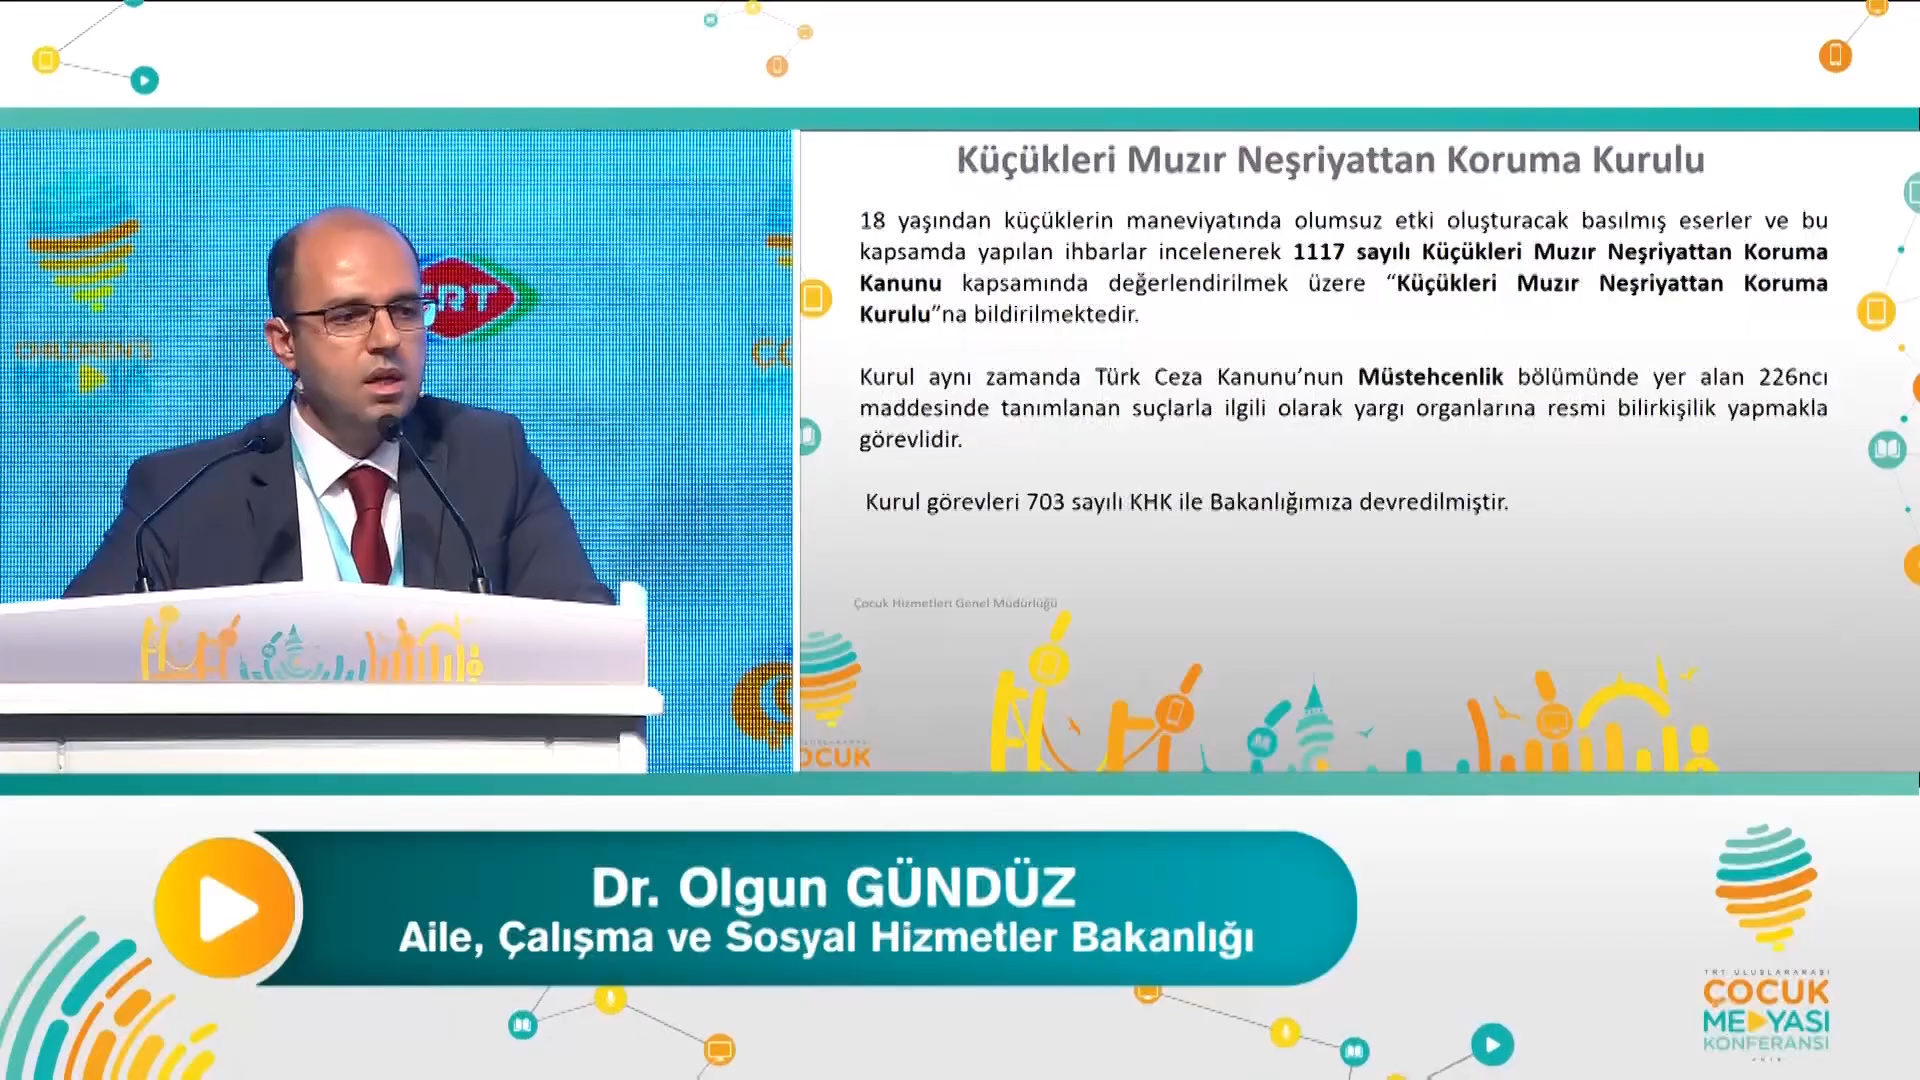 Küçükleri Muzır Neşriyattan Koruma Kurulu
18 yaşından küçüklerin maneviyatında olumsuz etki oluşturacak basılmış eserler ve bu
kapsamda yapılan ihbarlar incelenerek 1117 sayılı Küçükleri Muzır Neşriyattan Koruma
Kanunu kapsamında değerlendirilmek üzere “Küçükleri Muzır Neşriyattan Koruma
Kurulu”na bildirilmektedir.
Kurul aynı zamanda Türk Ceza Kanunu’nun Müstehcenlik bölümünde yer alan 226ncı
maddesinde tanımlanan suçlarla ilgili olarak yargı organlarına resmi bilirkişilik yapmakla
görevlidir.
Kurul görevleri 703 sayılı KHK ile Bakanlığımıza devredilmiştir.
Çocuk Hizmetleri Genel Müdürlüğü
CHILDREN'S
TRT
OCUK
Dr. Olgun GÜNDÜZ
Aile, Çalışma ve Sosyal Hizmetler Bakanlığı
TRT ULUSLARARASI
ÇOCUK
MEDYASI
KONFERANSI